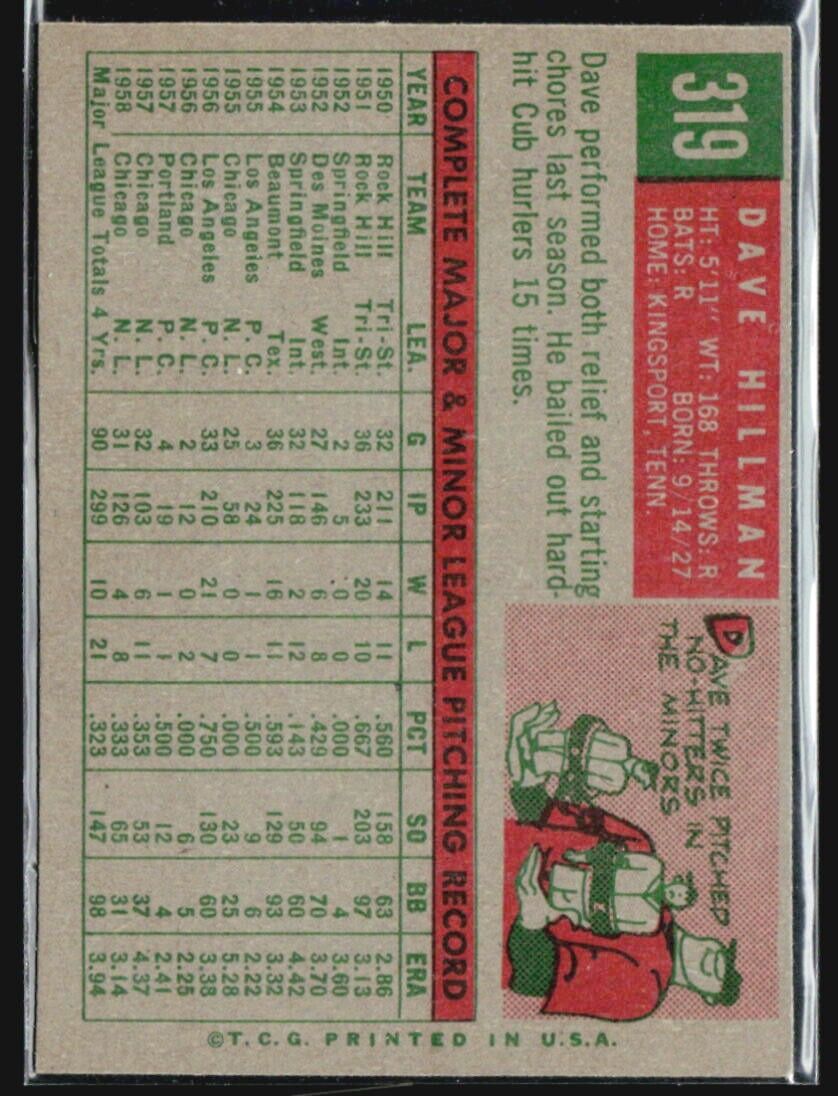 319
DAVE HILLMAN
HT: 5'11" WT: 168 THROWS: R
BATS: R BORN: 9/14/27
HOME: KINGSPORT, TENN.
DAVE TWICE PITCHED
NO-HITTERS IN
THE MINORS
Dave performed both relief and starting
chores last season. He bailed out hard-
hit Cub hurlers 15 times.
COMPLETE MAJOR & MINOR LEAGUE PITCHING RECORD
YEAR TEAM LEA. G IP W L PCT SO BB ERA
1950 Rock Hill Tri-St. 32 211 14 11 .560 158 63 2.86
1951 Rock Hill Tri-St. 36 233 20 10 .667 203 97 3.13
1952 Springfield Int. 2 5 0 0 .000 1 4 3.60
1952 Des Moines West. 27 146 6 8 .429 94 70 3.70
1953 Springfield Int. 32 118 2 12 .143 50 60 4.42
1954 Beaumont Tex. 36 225 16 11 .593 129 93 3.32
1955 Los Angeles P. C. 3 24 1 1 .500 9 6 2.22
1955 Chicago N. L. 25 58 0 0 .000 23 25 5.28
1956 Los Angeles P. C. 33 210 21 7 .750 130 60 3.38
1956 Chicago N. L. 2 12 0 2 .000 6 5 2.25
1957 Portland P. C. 4 19 1 1 .500 12 4 2.41
1957 Chicago N. L. 32 103 6 11 .353 53 37 4.37
1958 Chicago N. L. 31 126 4 8 .333 65 31 3.14
Major League Totals 4 Yrs. 90 299 10 21 .323 147 98 3.94
©T.C.G. PRINTED IN U.S.A.